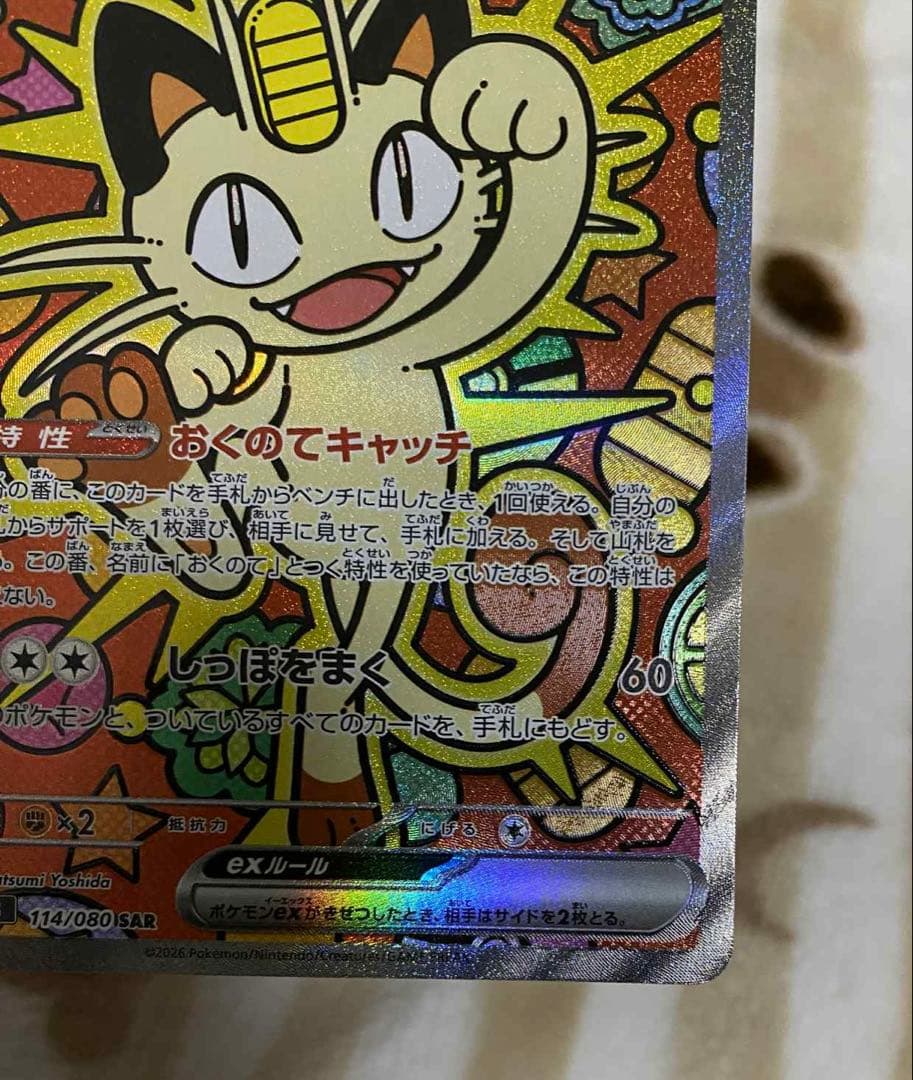 特性 おくのてキャッチ
の番に、このカードを手札からベンチに出したとき、1回使える。自分の
からサポートを1枚選び、相手に見せて、手札に加える。そして山札を
。この番、名前に「おくのて」とつく特性を使っていたなら、この特性は
ない。
しっぽをまく 60
ポケモンと、ついているすべてのカードを、手札にもどす。
×2 抵抗力 にげる
exルール
ポケモンexがきぜつしたとき、相手はサイドを2枚とる。
atsumi Yoshida
114/080 SAR
©2026 Pokémon/Nintendo/Creatures/GAME FREAK